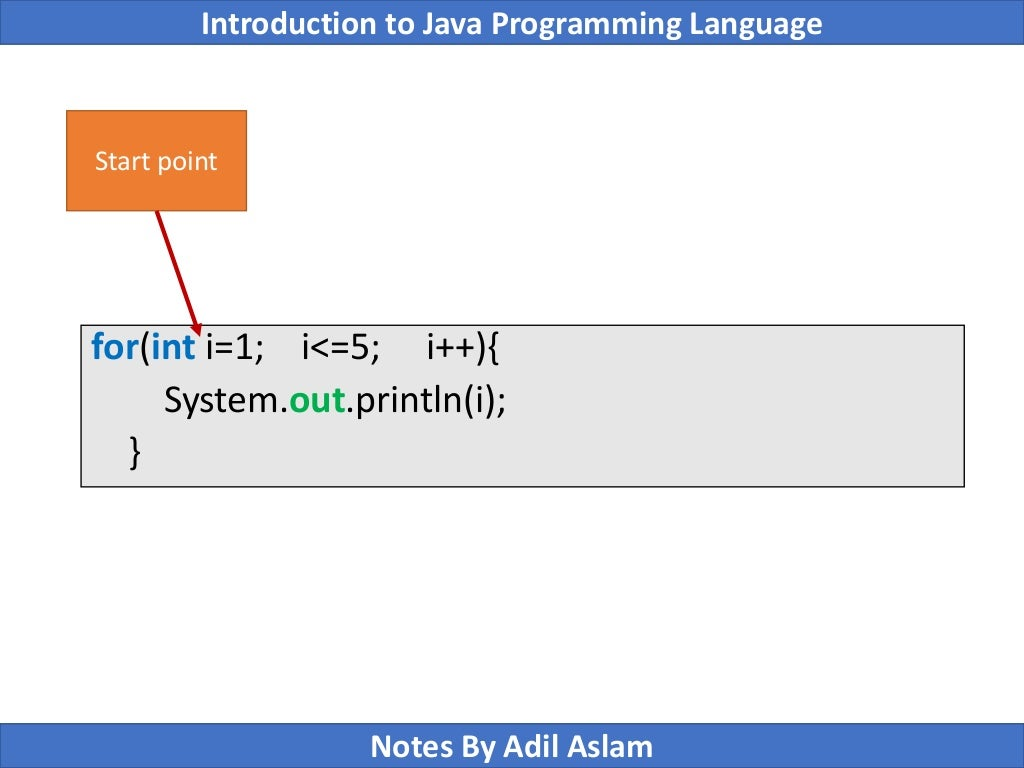 Introduction to Java Programming Language
Start point
for(int i=1; i<=5; i++){
System.out.println(i);
}
Notes By Adil Aslam